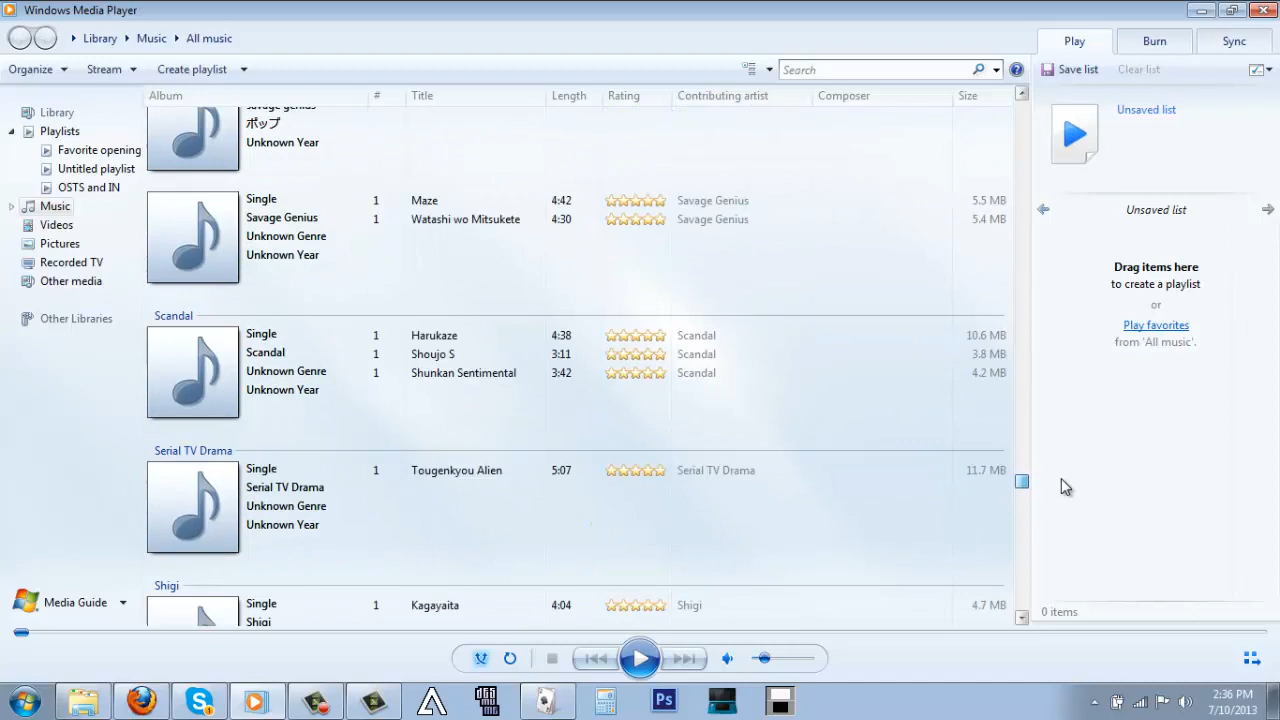 Windows Media Player
Library Music All music
Play Burn Sync
Organize Stream Create playlist Search Save list Clear list
Album # Title Length Rating Contributing artist Composer Size
Unsaved list
Library
Playlists
Favorite opening
Untitled playlist
OSTS and IN
Music
Videos
Pictures
Recorded TV
Other media
Other Libraries
Savage genius
ポップ
Unknown Year
Single 1 Maze 4:42 Savage Genius 5.5 MB
Savage Genius 1 Watashi wo Mitsukete 4:30 Savage Genius 5.4 MB
Unknown Genre
Unknown Year
Scandal
Single 1 Harukaze 4:38 Scandal 10.6 MB
Scandal 1 Shoujo S 3:11 Scandal 3.8 MB
Unknown Genre 1 Shunkan Sentimental 3:42 Scandal 4.2 MB
Unknown Year
Serial TV Drama
Single 1 Tougenkyou Alien 5:07 Serial TV Drama 11.7 MB
Serial TV Drama
Unknown Genre
Unknown Year
Shigi
Single 1 Kagayaita 4:04 Shigi 4.7 MB
Shigi
Unsaved list
Drag items here
to create a playlist
or
Play favorites
from 'All music'.
0 items
Media Guide
Ps
2:36 PM
7/10/2013